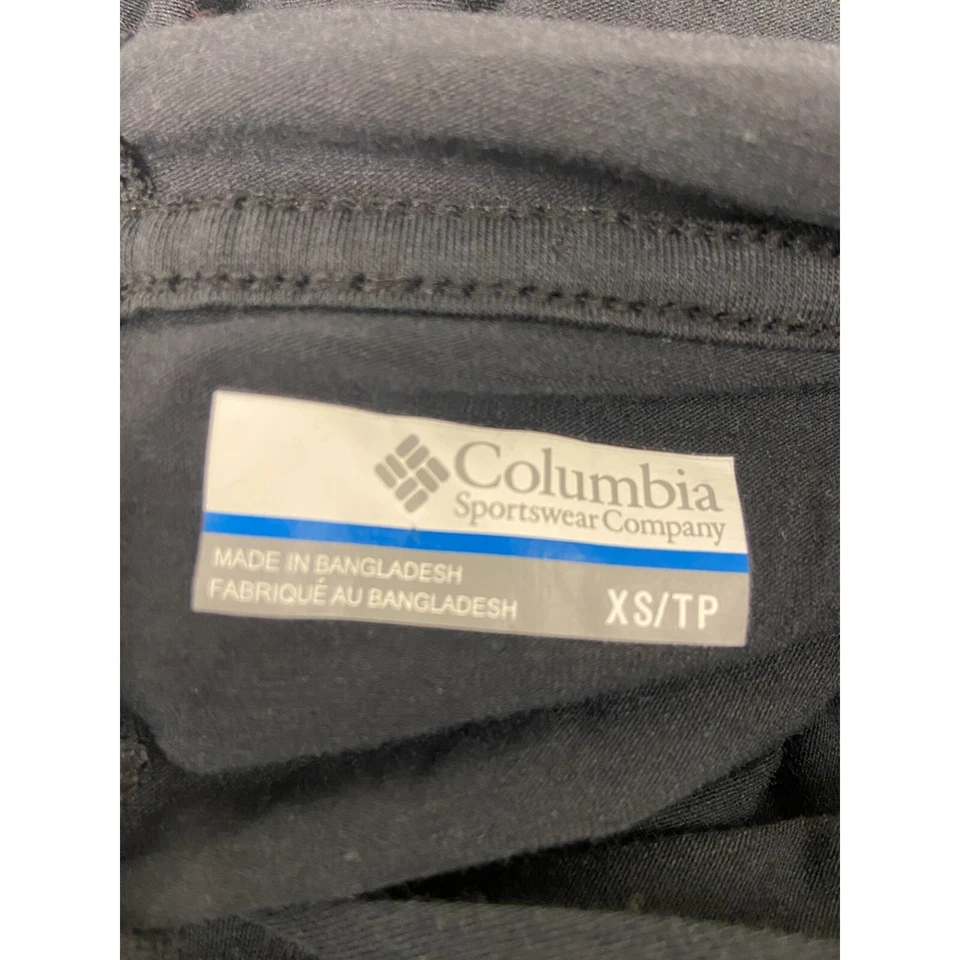 Columbia
Sportswear Company
MADE IN BANGLADESH
FABRIQUÉ AU BANGLADESH
XS/TP